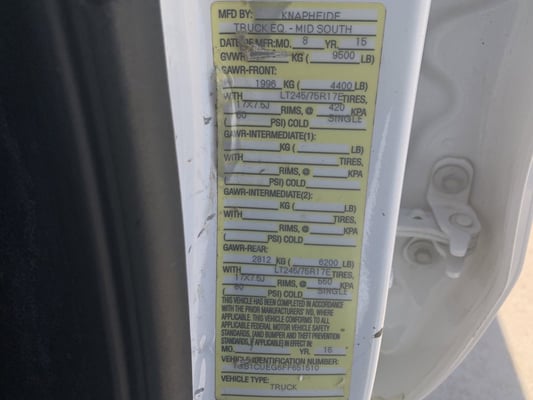 MFG BY: KNAPHEIDE
TRUCK EQ - MID SOUTH
DATE OF MFR: MO. 8 YR. 15
GVWR KG ( 9500 LB)
GAWR-FRONT:
1996 KG ( 4400 LB)
WITH LT245/75R17E TIRES,
17X7.5J RIMS, @ 420 KPA
( 60 PSI) COLD SINGLE
GAWR-INTERMEDIATE(1):
KG ( LB)
WITH TIRES,
RIMS, @ KPA
( PSI) COLD
GAWR-INTERMEDIATE(2):
KG ( LB)
WITH TIRES,
RIMS, @ KPA
( PSI) COLD
GAWR-REAR:
2812 KG ( 6200 LB)
WITH LT245/75R17E TIRES,
17X7.5J RIMS, @ 550 KPA
( 80 PSI) COLD SINGLE
THIS VEHICLE HAS BEEN COMPLETED IN ACCORDANCE
WITH THE PRIOR MANUFACTURERS' IVD, WHERE
APPLICABLE. THIS VEHICLE CONFORMS TO ALL
APPLICABLE FEDERAL MOTOR VEHICLE SAFETY
STANDARDS, [AND BUMPER AND THEFT PREVENTION
STANDARDS, IF APPLICABLE] IN EFFECT IN
MO. YR. 16
VEHICLE IDENTIFICATION NUMBER:
VEHICLE TYPE:
TRUCK